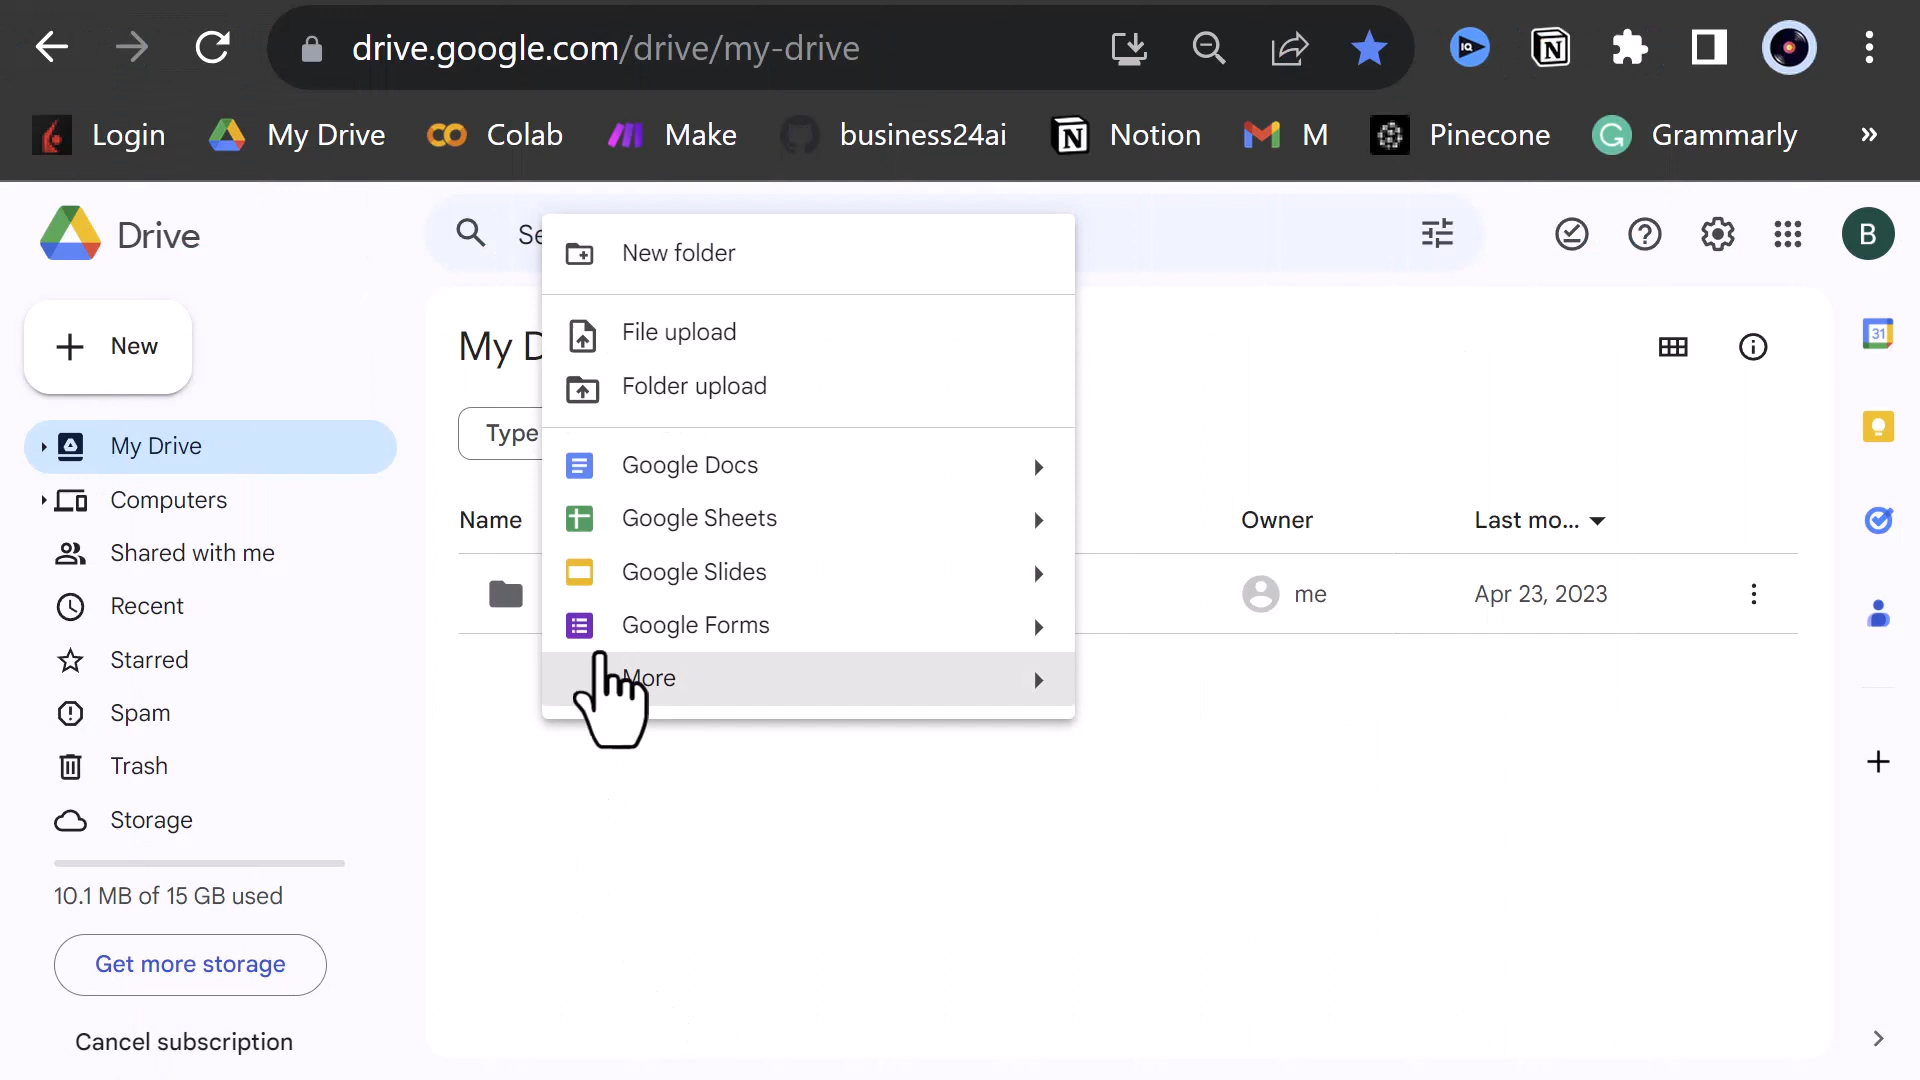 drive.google.com/drive/my-drive
Login
My Drive
Colab
Make
business24ai
Notion
M
Pinecone
Grammarly
»
Drive
Se
B
New
My D
Type
New folder
File upload
Folder upload
Google Docs
Google Sheets
Google Slides
Google Forms
More
My Drive
Computers
Shared with me
Recent
Starred
Spam
Trash
Storage
10.1 MB of 15 GB used
Get more storage
Cancel subscription
Name
Owner
Last mo...
me
Apr 23, 2023
31